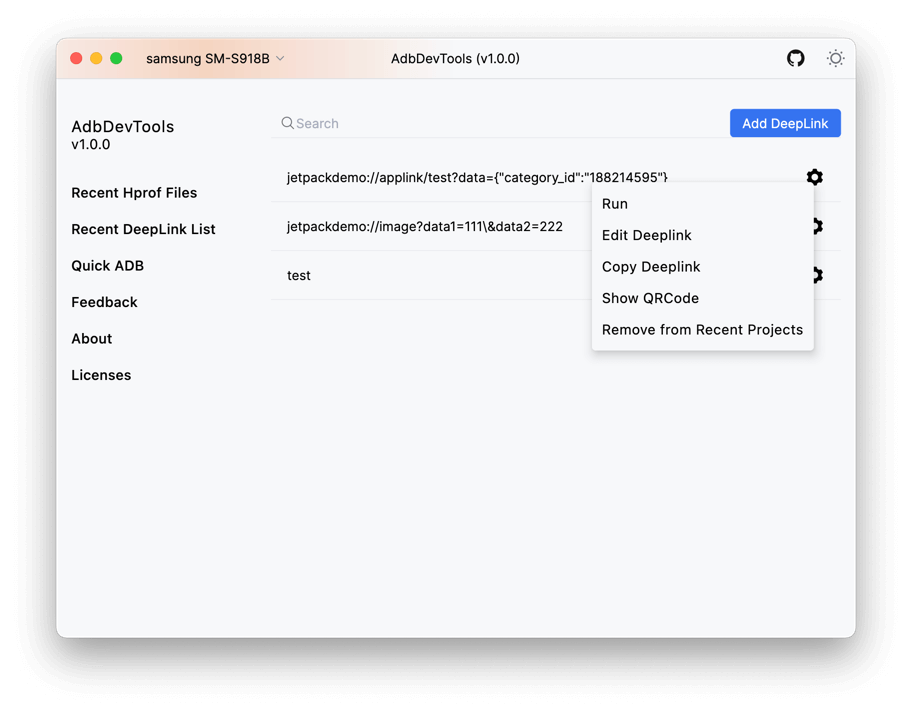 samsung SM-S918B
AdbDevTools (v1.0.0)
AdbDevTools
v1.0.0
Recent Hprof Files
Recent DeepLink List
Quick ADB
Feedback
About
Licenses
Search
Add DeepLink
jetpackdemo://applink/test?data={"category_id":"188214595"}
jetpackdemo://image?data1=111\&data2=222
test
Run
Edit Deeplink
Copy Deeplink
Show QRCode
Remove from Recent Projects